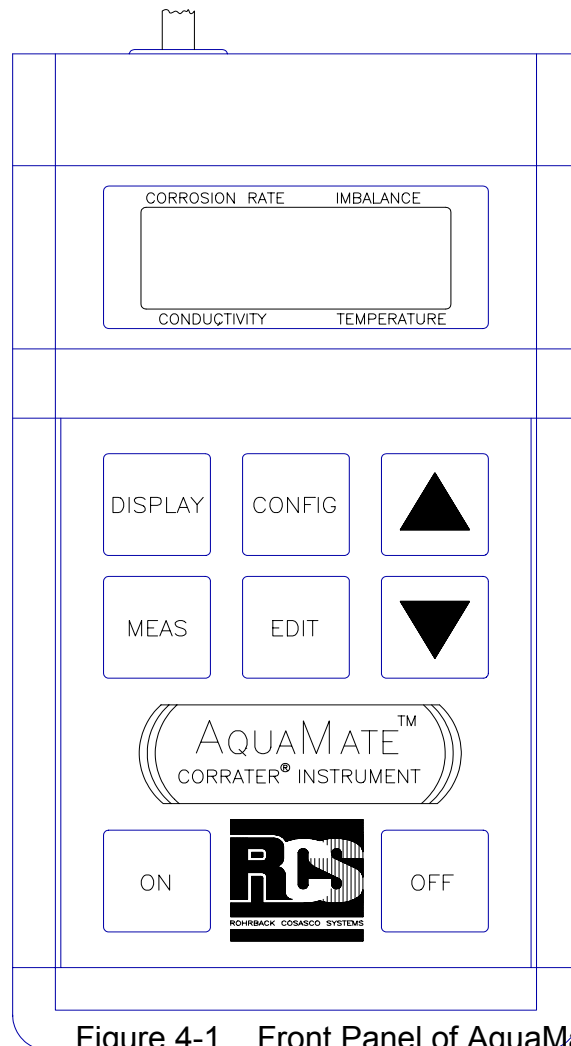 CORROSION RATE IMBALANCE
CONDUCTIVITY TEMPERATURE
DISPLAY CONFIG
MEAS EDIT
AQUAMATE™
CORRATER® INSTRUMENT
ON RCS OFF
ROHRBACK COSASCO SYSTEMS
Figure 4-1 Front Panel of